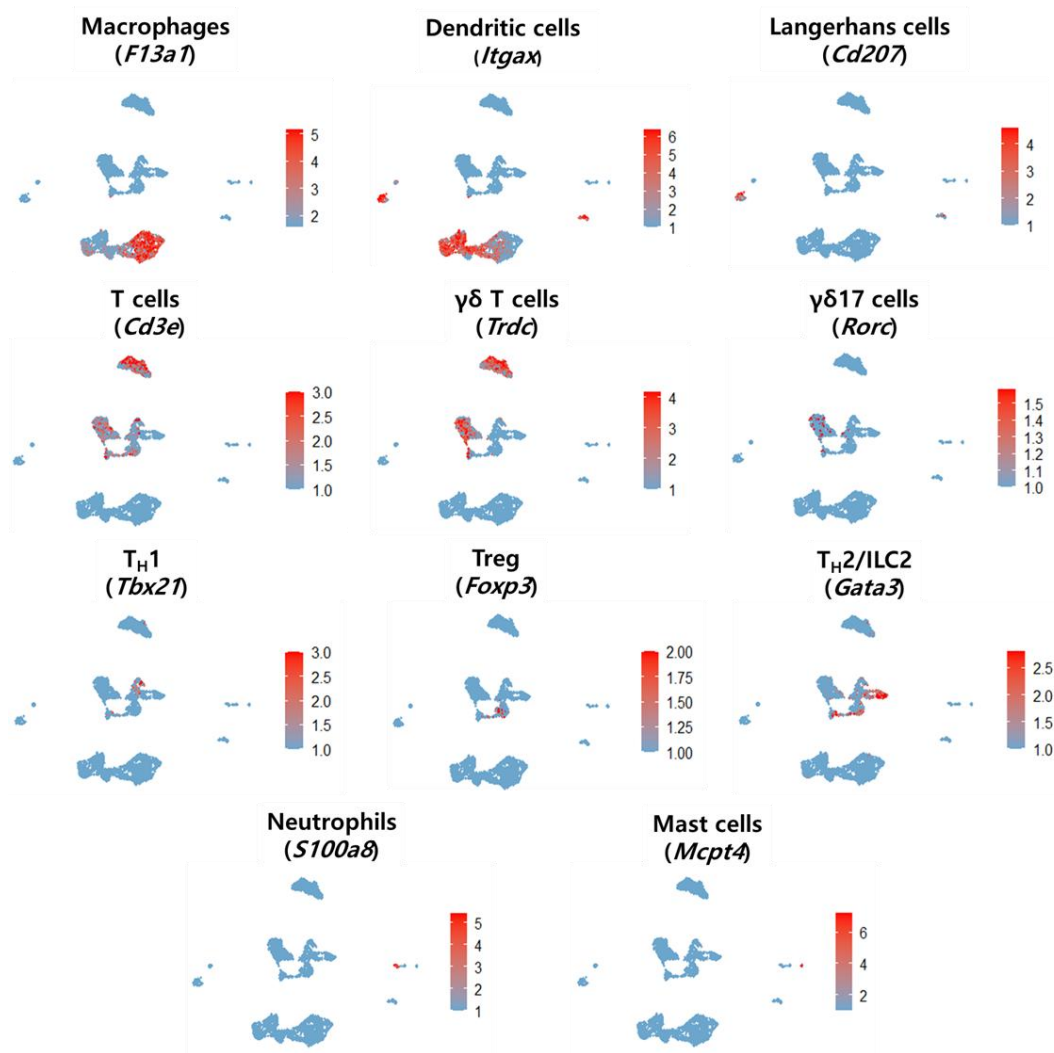 Macrophages
(F13a1)
Dendritic cells
(Itgax)
Langerhans cells
(Cd207)
5
4
3
2
6
5
4
3
2
1
4
3
2
1
T cells
(Cd3e)
γδ T cells
(Trdc)
γδ17 cells
(Rorc)
3.0
2.5
2.0
1.5
1.0
4
3
2
1
1.5
1.4
1.3
1.2
1.1
1.0
TH1
(Tbx21)
Treg
(Foxp3)
TH2/ILC2
(Gata3)
3.0
2.5
2.0
1.5
1.0
2.00
1.75
1.50
1.25
1.00
2.5
2.0
1.5
1.0
Neutrophils
(S100a8)
Mast cells
(Mcpt4)
5
4
3
2
1
6
4
2